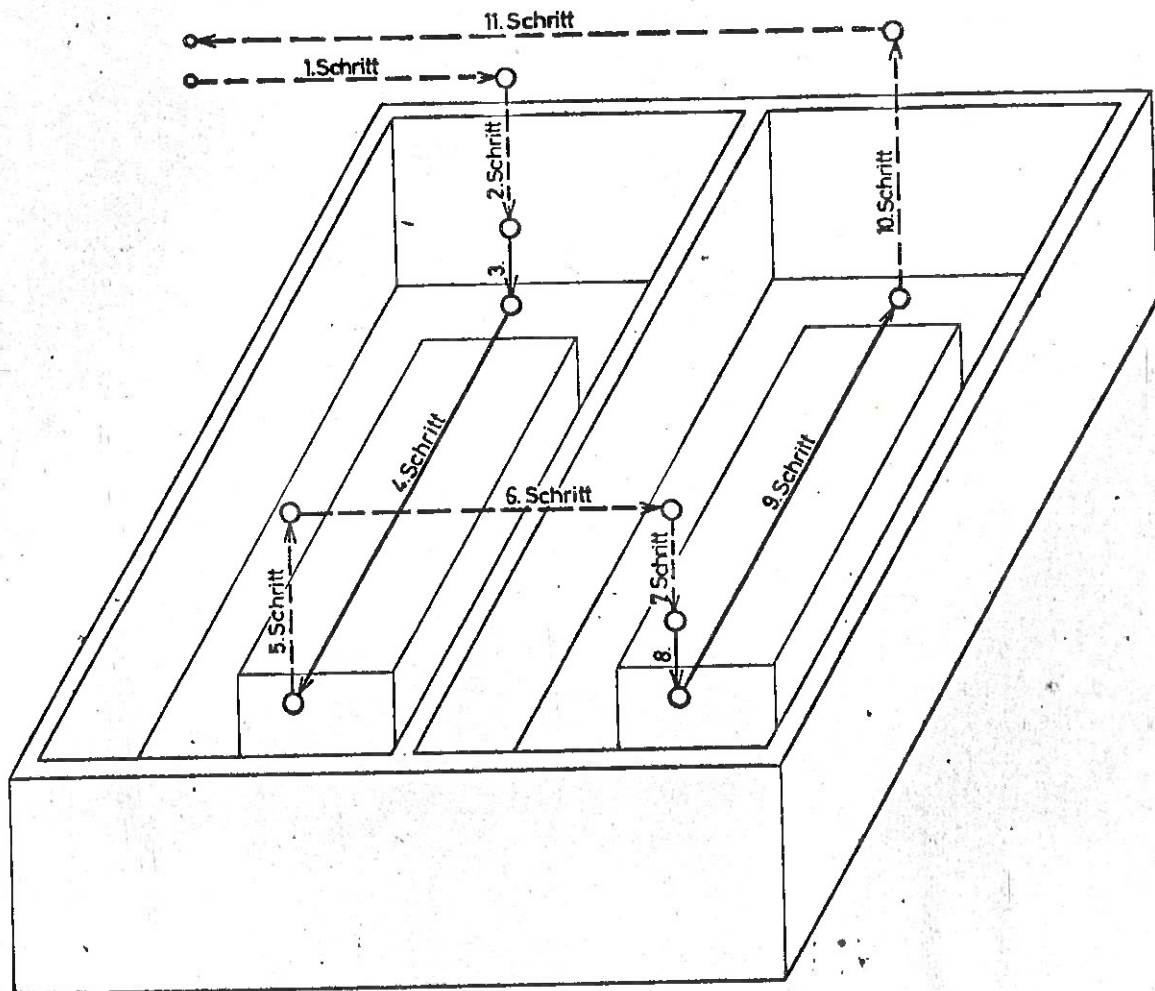 11. Schritt
1. Schritt
2. Schritt
3.
4. Schritt
5. Schritt
6. Schritt
7. Schritt
8.
9. Schritt
10. Schritt